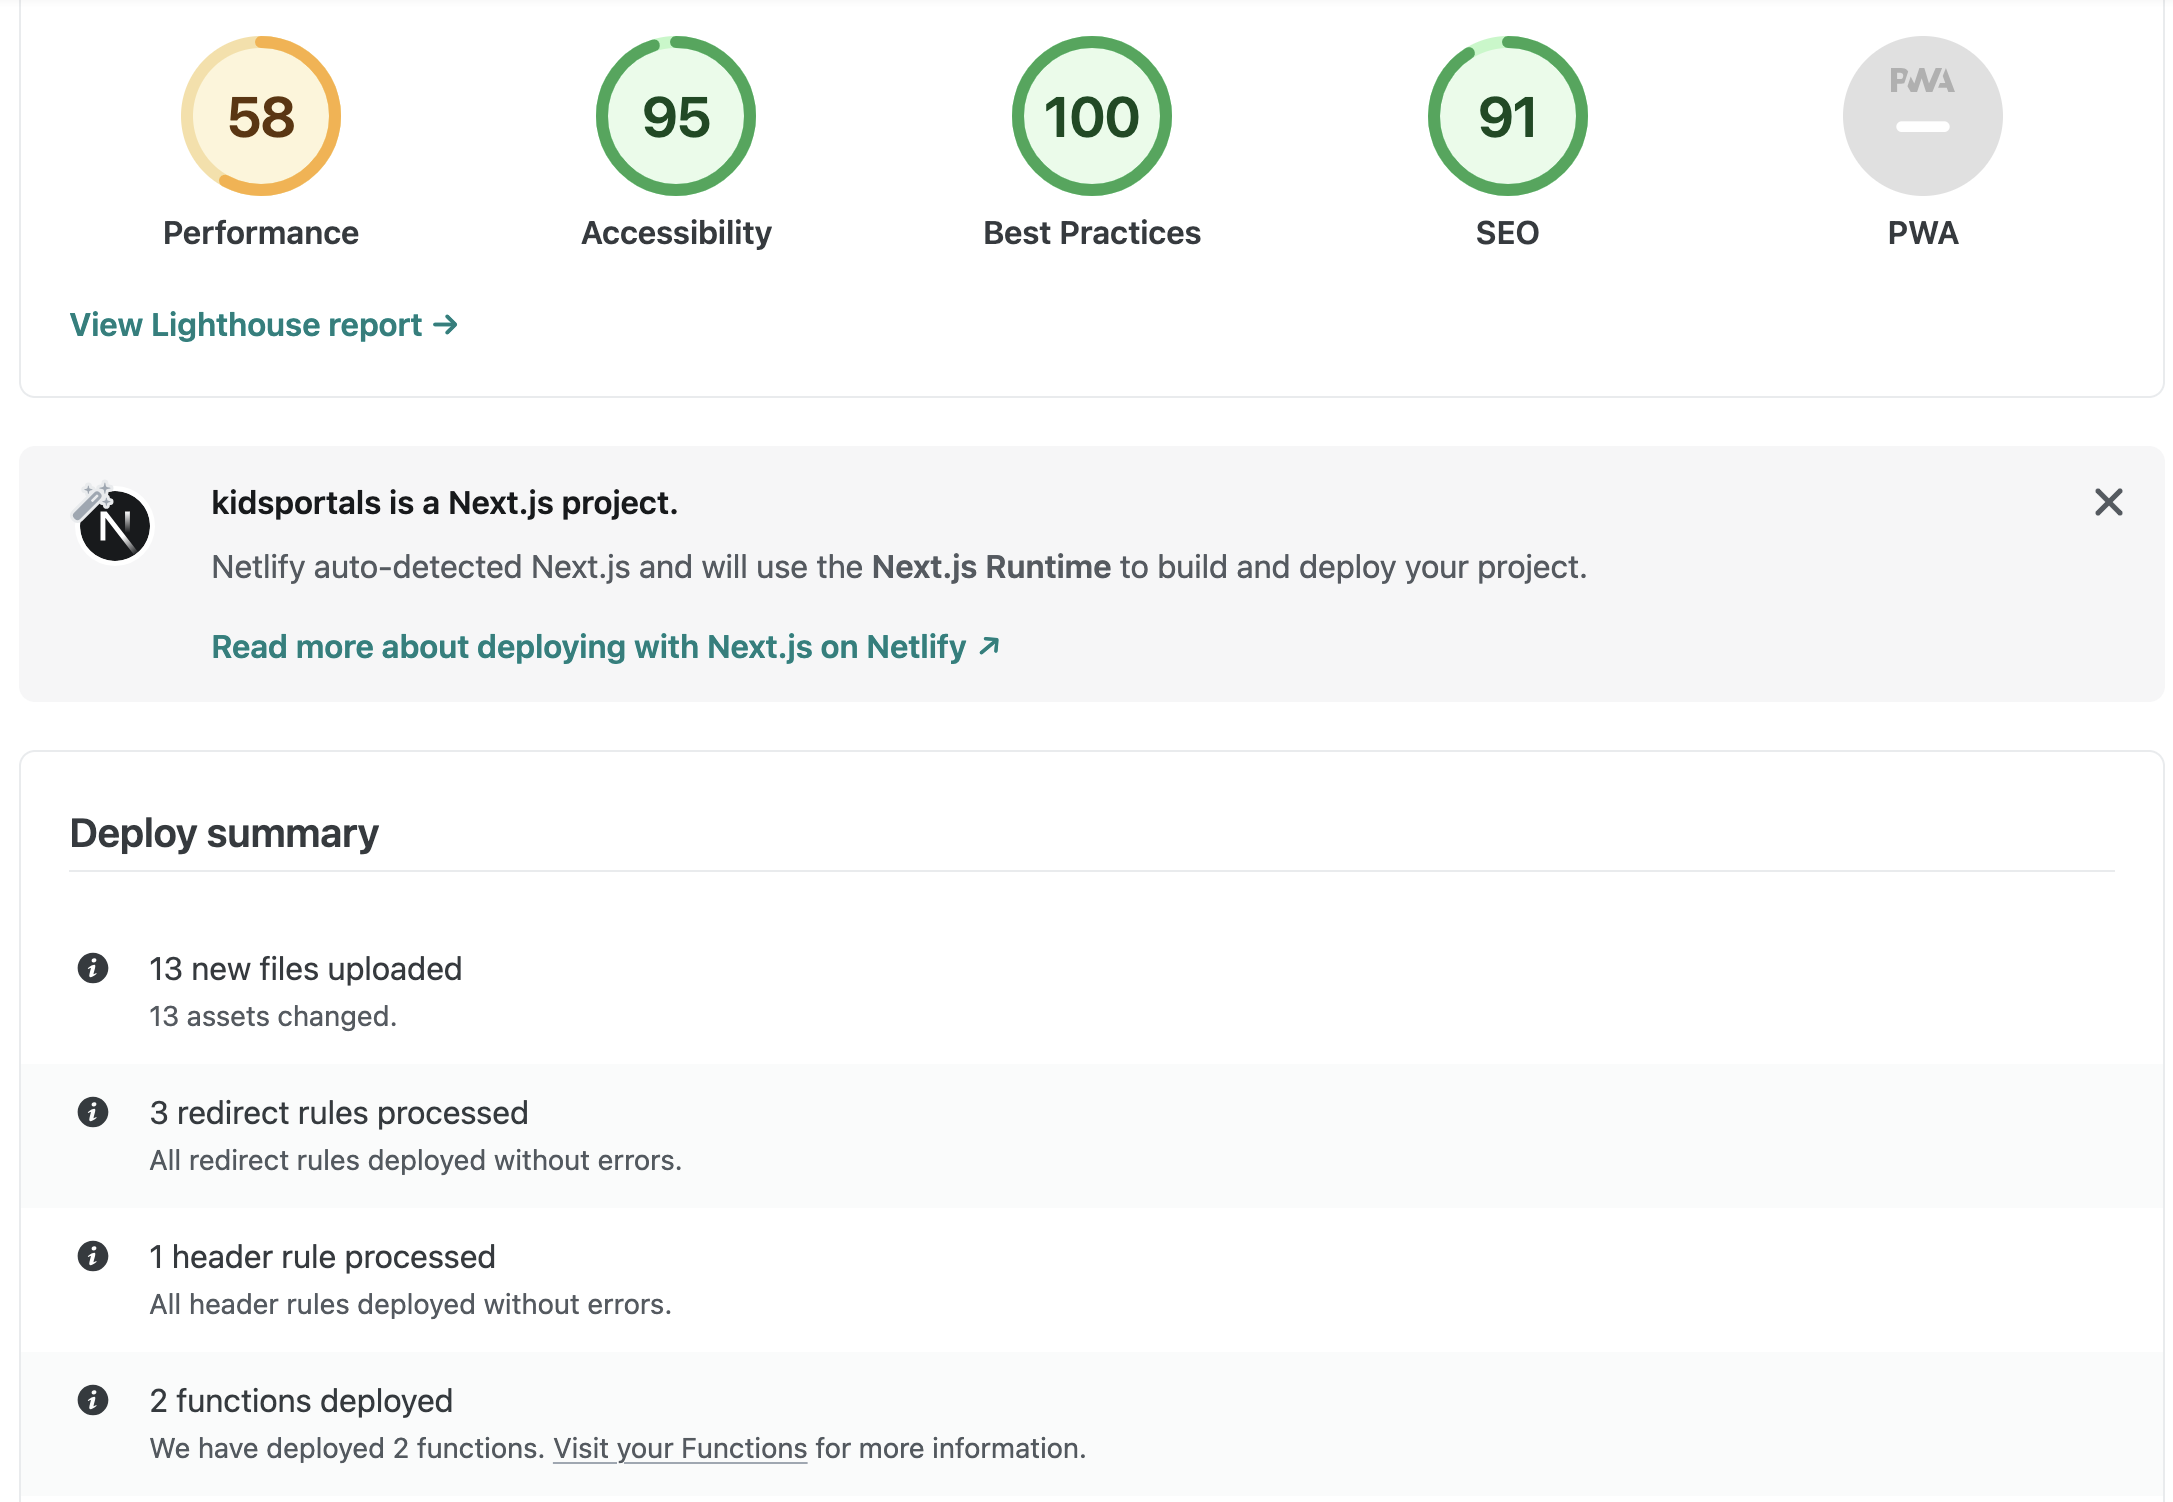 58
95
100
91
PWA
Performance
Accessibility
Best Practices
SEO
PWA
View Lighthouse report →
N
kidsportals is a Next.js project.
Netlify auto-detected Next.js and will use the Next.js Runtime to build and deploy your project.
Read more about deploying with Next.js on Netlify ↗
Deploy summary
13 new files uploaded
13 assets changed.
3 redirect rules processed
All redirect rules deployed without errors.
1 header rule processed
All header rules deployed without errors.
2 functions deployed
We have deployed 2 functions. Visit your Functions for more information.